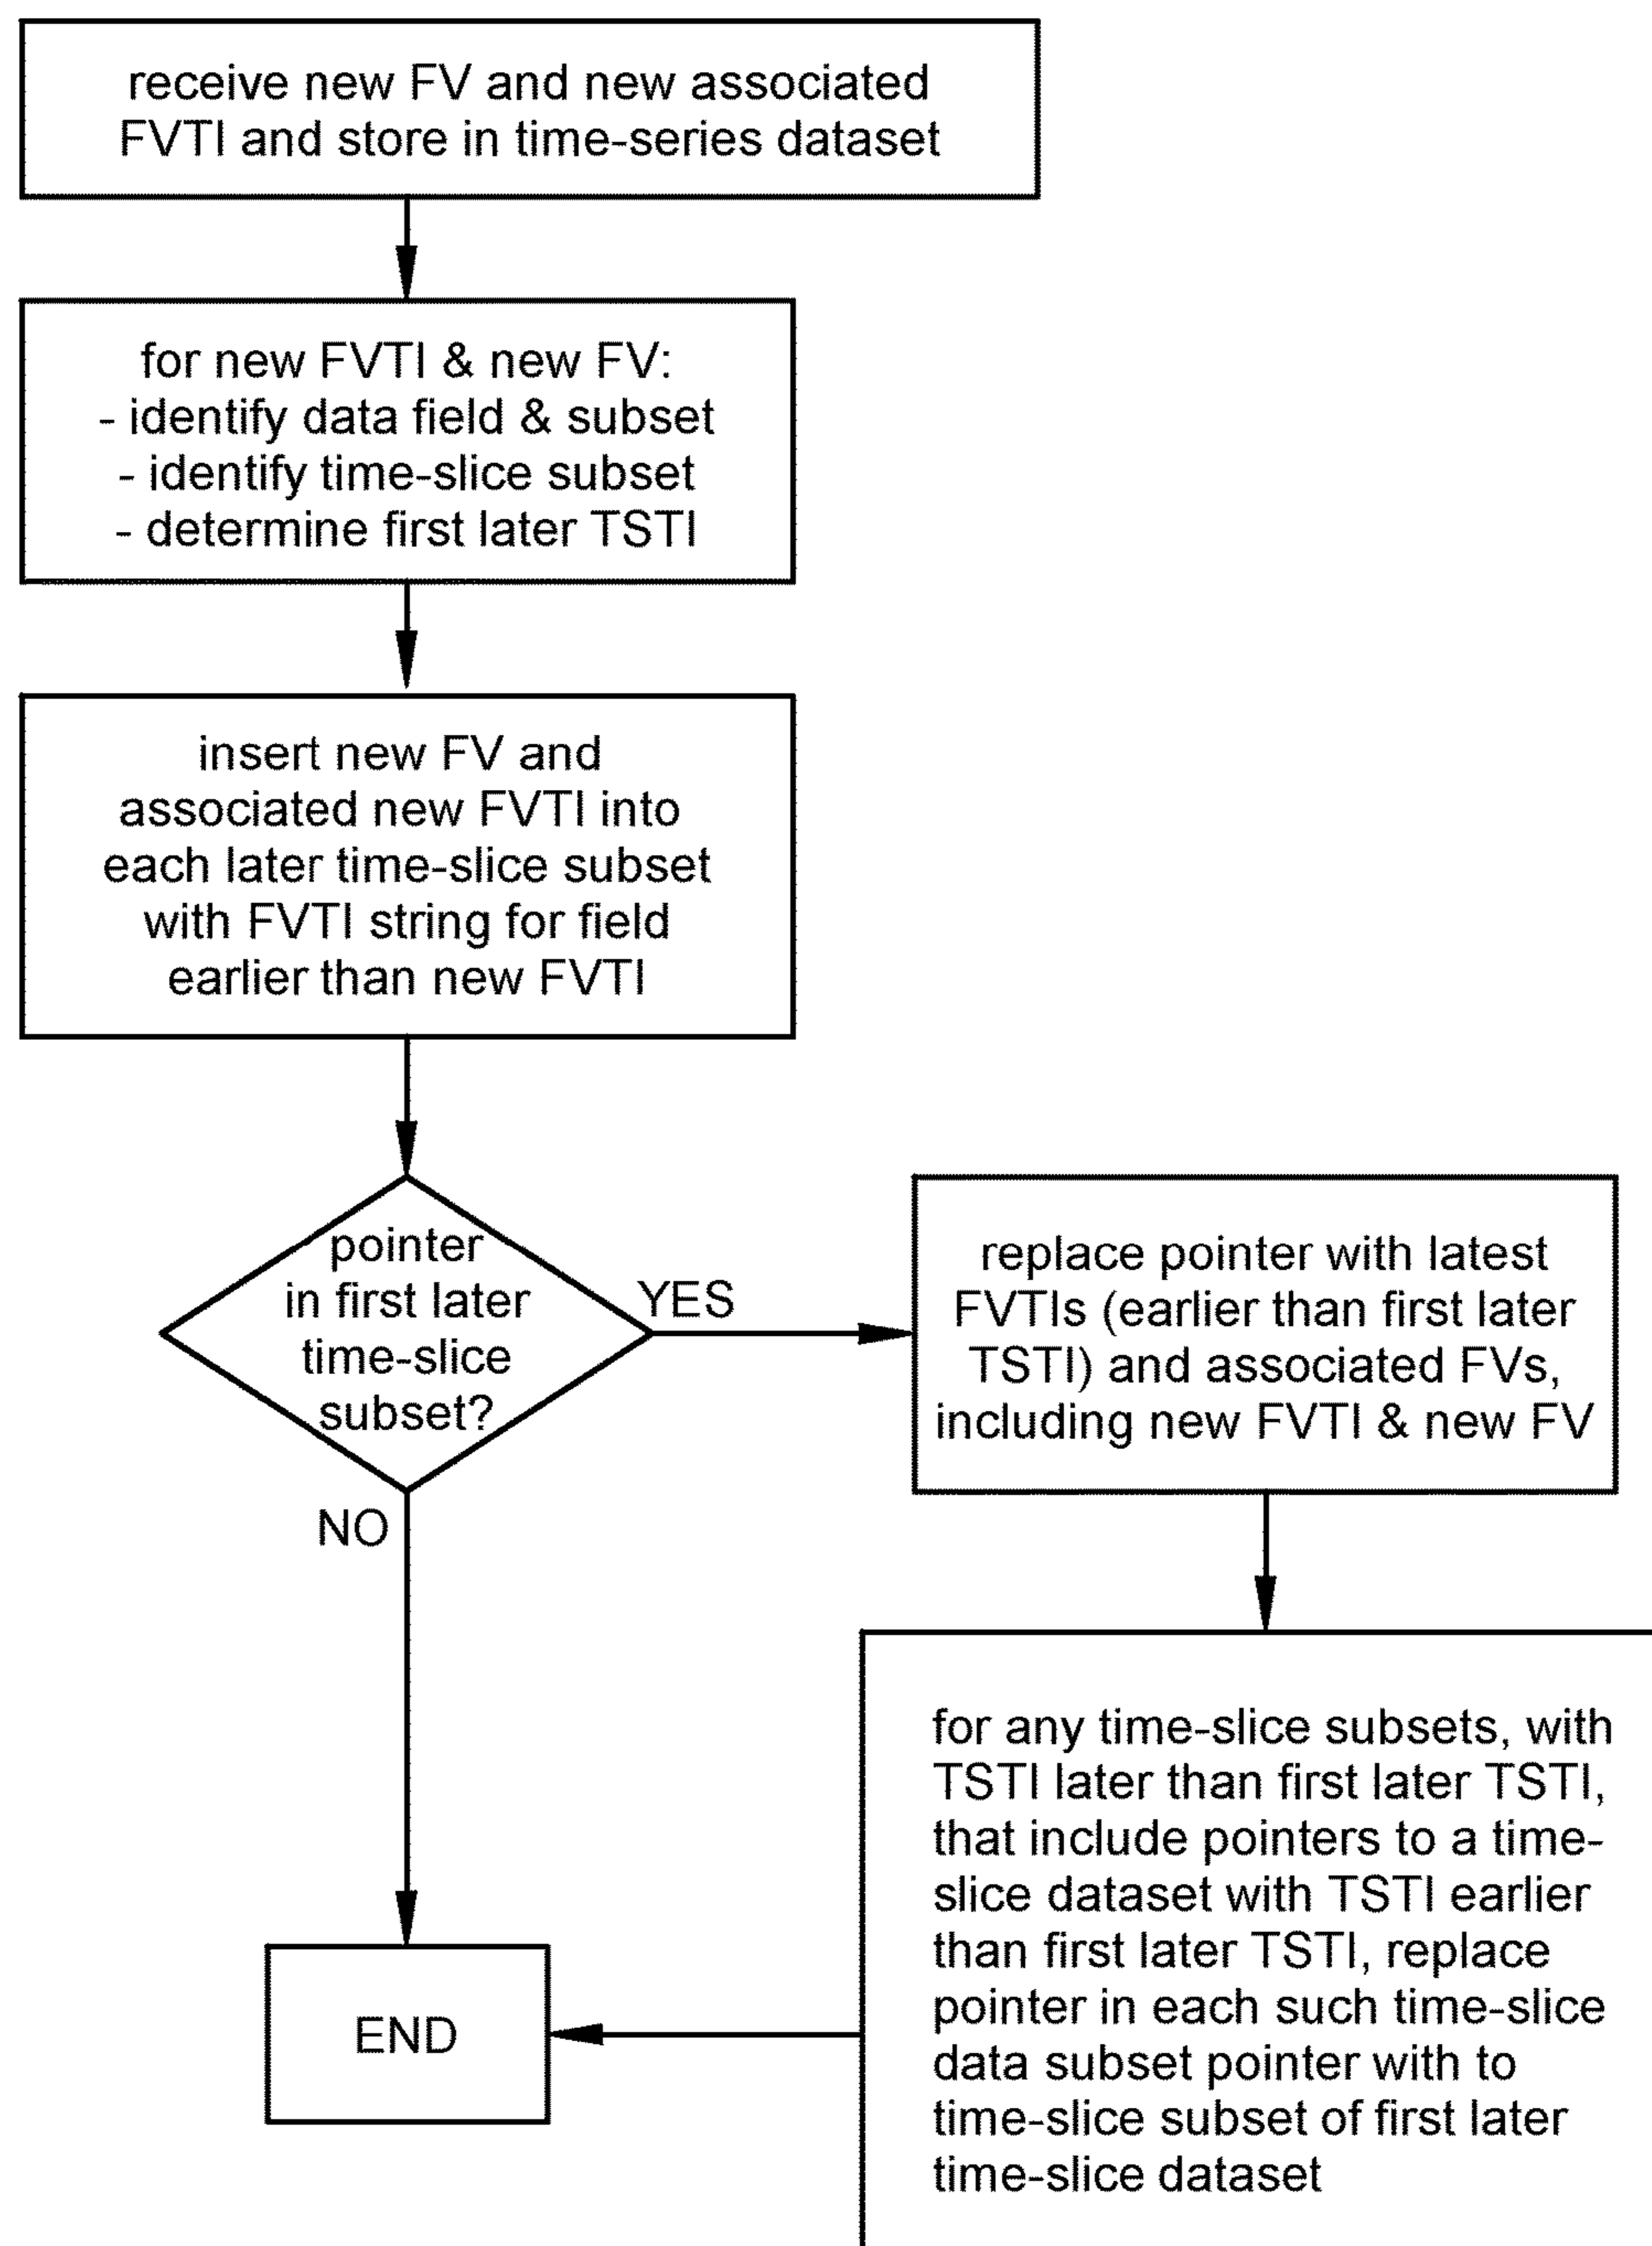 receive new FV and new associated
FVTI and store in time-series dataset
for new FVTI & new FV:
- identify data field & subset
- identify time-slice subset
- determine first later TSTI
insert new FV and
associated new FVTI into
each later time-slice subset
with FVTI string for field
earlier than new FVTI
pointer
in first later
time-slice
subset?
YES
NO
replace pointer with latest
FVTIs (earlier than first later
TSTI) and associated FVs,
including new FVTI & new FV
for any time-slice subsets, with
TSTI later than first later TSTI,
that include pointers to a time-
slice dataset with TSTI earlier
than first later TSTI, replace
pointer in each such time-slice
data subset pointer with to
time-slice subset of first later
time-slice dataset
END